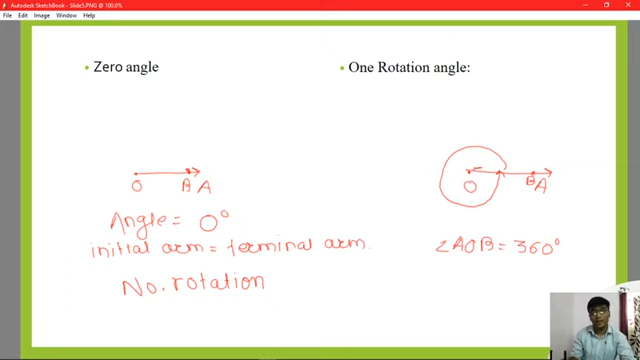 Autodesk SketchBook - Slide3.PNG @ 100.0%
File Edit Image Window Help
• Zero angle
O B A
Angle = 0°
initial arm = terminal arm.
No. rotation
• One Rotation angle:
O B A
∠AOB = 360°